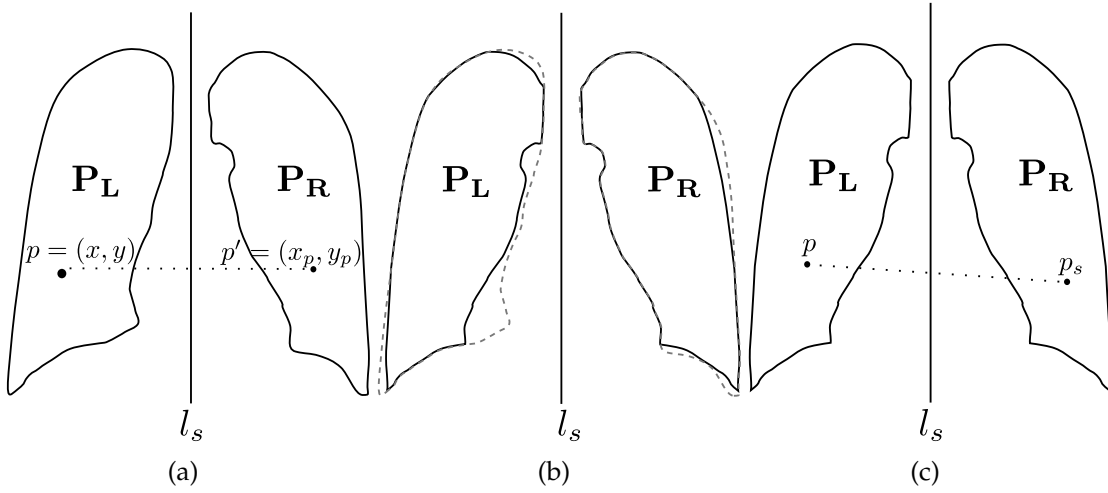 P_L
P_R
p = (x, y)
p' = (x_p, y_p)
l_s
(a)
P_L
P_R
l_s
(b)
P_L
P_R
p
p_s
l_s
(c)